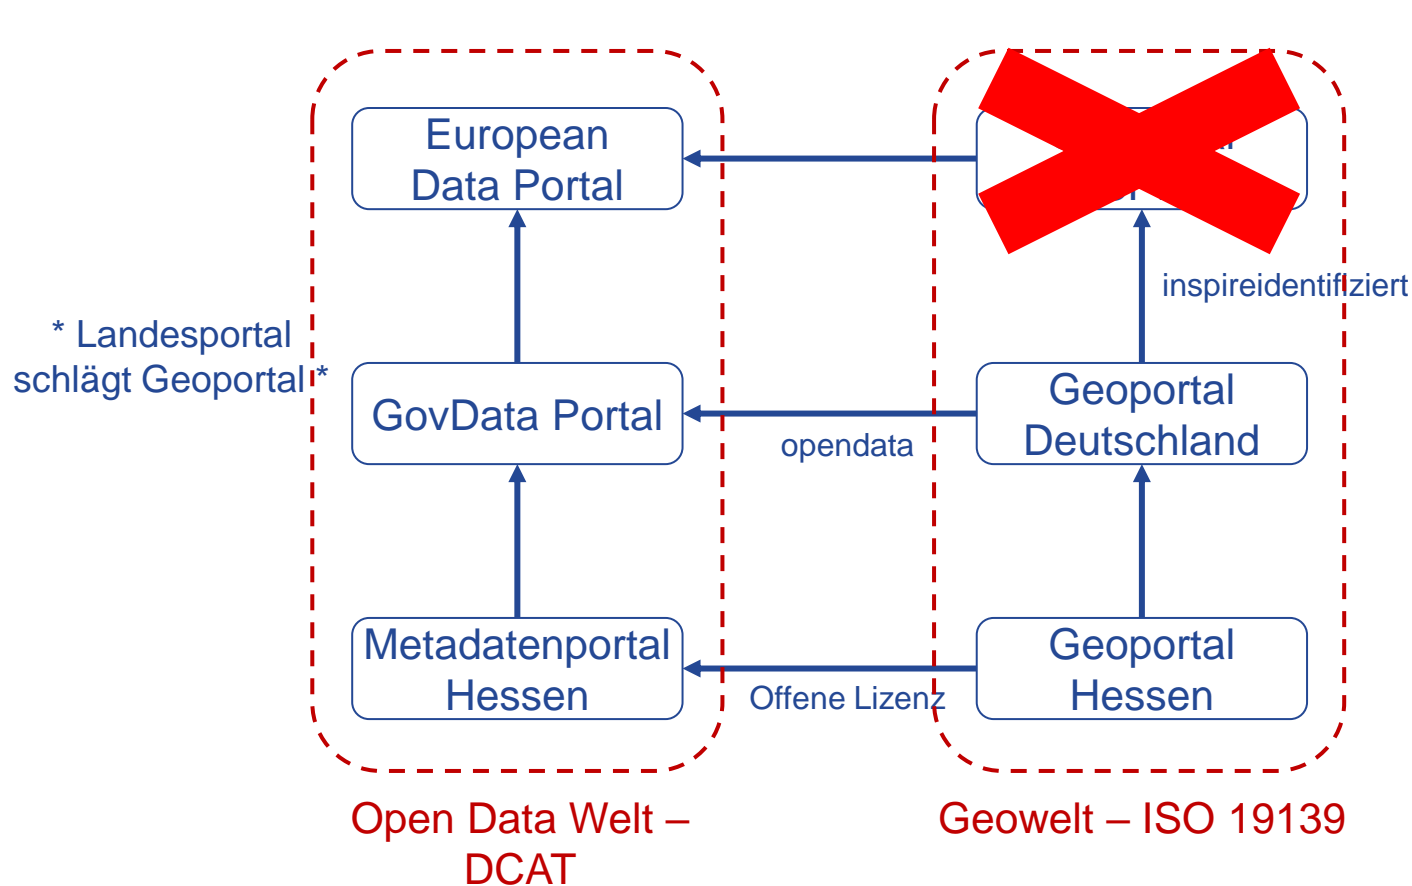 European
Data Portal
inspireidentifiziert
* Landesportal
schlägt Geoportal *
GovData Portal
opendata
Geoportal
Deutschland
Metadatenportal
Hessen
Offene Lizenz
Geoportal
Hessen
Open Data Welt –
DCAT
Geowelt – ISO 19139